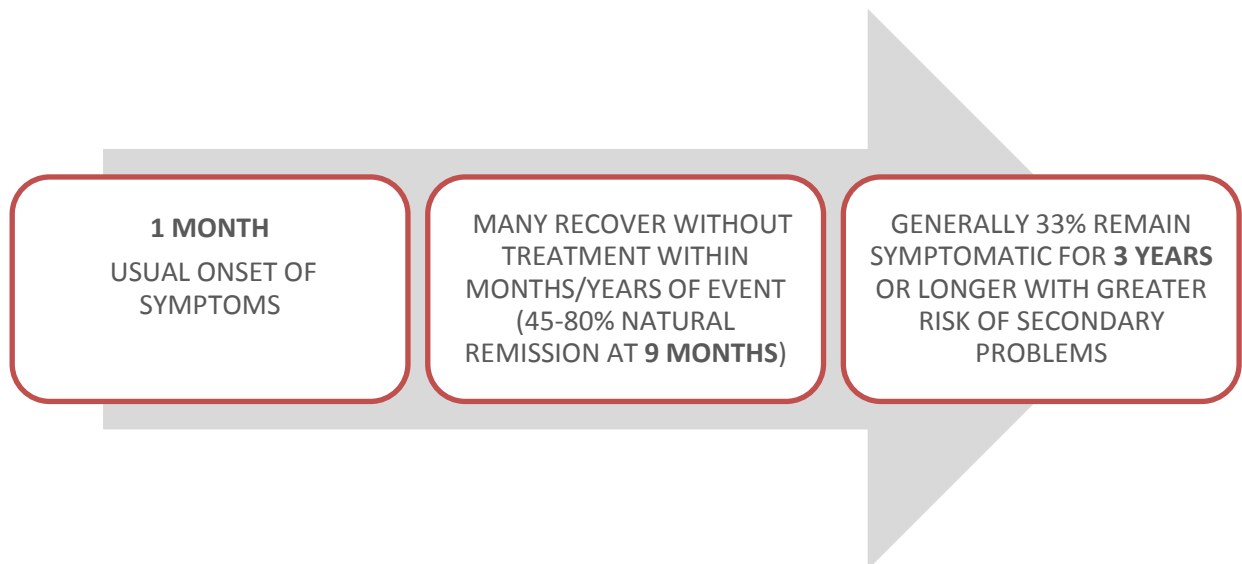 1 MONTH
USUAL ONSET OF
SYMPTOMS
MANY RECOVER WITHOUT
TREATMENT WITHIN
MONTHS/YEARS OF EVENT
(45-80% NATURAL
REMISSION AT 9 MONTHS)
GENERALLY 33% REMAIN
SYMPTOMATIC FOR 3 YEARS
OR LONGER WITH GREATER
RISK OF SECONDARY
PROBLEMS